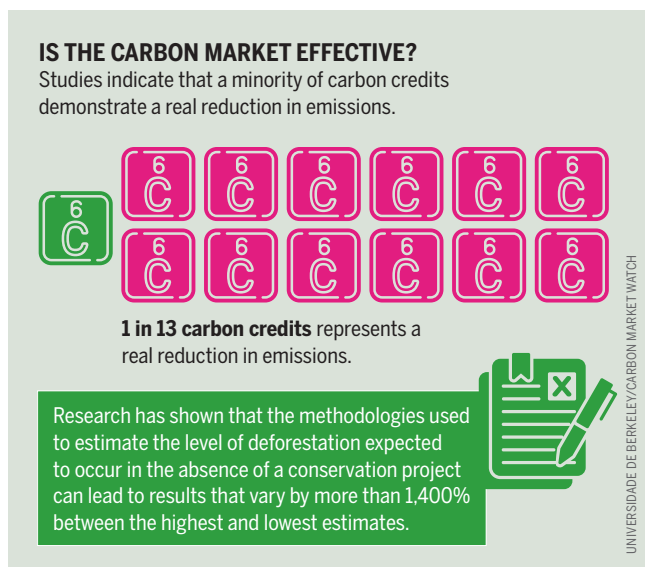 IS THE CARBON MARKET EFFECTIVE?
Studies indicate that a minority of carbon credits
demonstrate a real reduction in emissions.
6 6 6 6 6 6
C C C C C C
6
C
6 6 6 6 6 6
C C C C C C
1 in 13 carbon credits represents a
real reduction in emissions.
Research has shown that the methodologies used
to estimate the level of deforestation expected
to occur in the absence of a conservation project
can lead to results that vary by more than 1,400%
between the highest and lowest estimates.
UNIVERSIDADE DE BERKELEY/CARBON MARKET WATCH